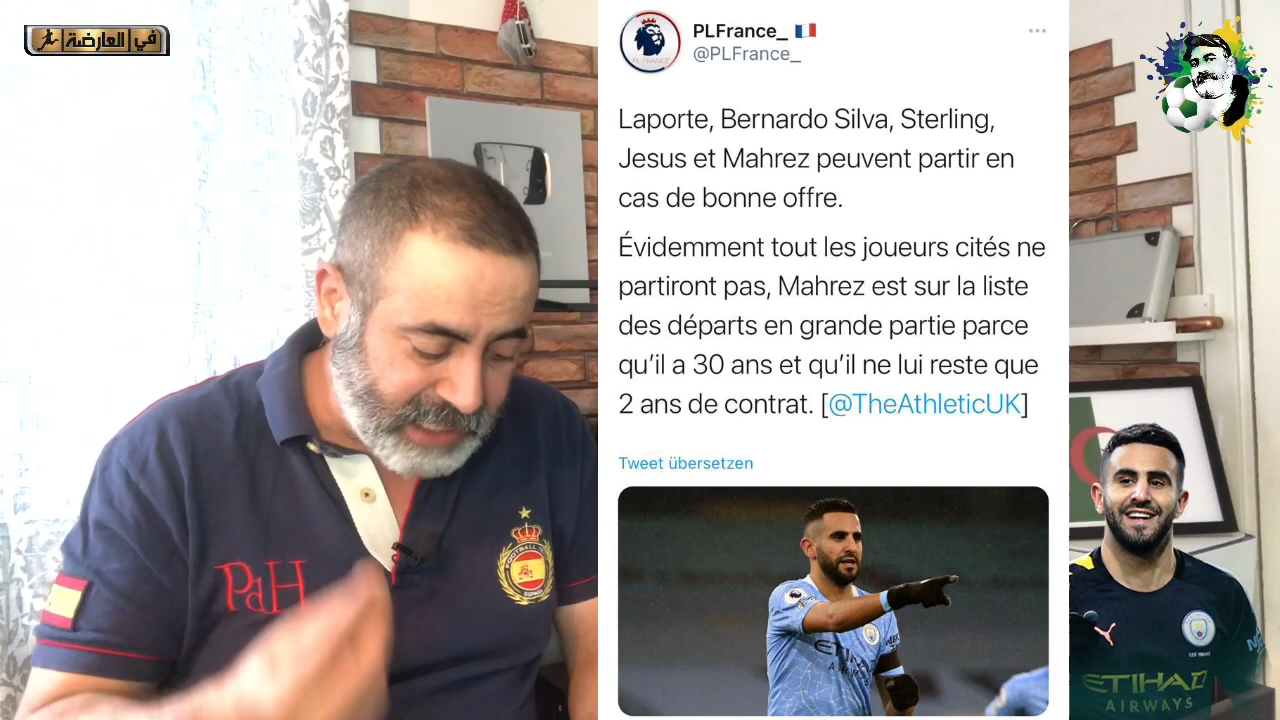 في العارضة
PLFrance_
@PLFrance_
PL FRANCE
Laporte, Bernardo Silva, Sterling,
Jesus et Mahrez peuvent partir en
cas de bonne offre.
Évidemment tout les joueurs cités ne
partiront pas, Mahrez est sur la liste
des départs en grande partie parce
qu’il a 30 ans et qu’il ne lui reste que
2 ans de contrat. [@TheAthleticUK]
Tweet übersetzen
PdH
ETIHAD
ETIHAD
AIRWAYS